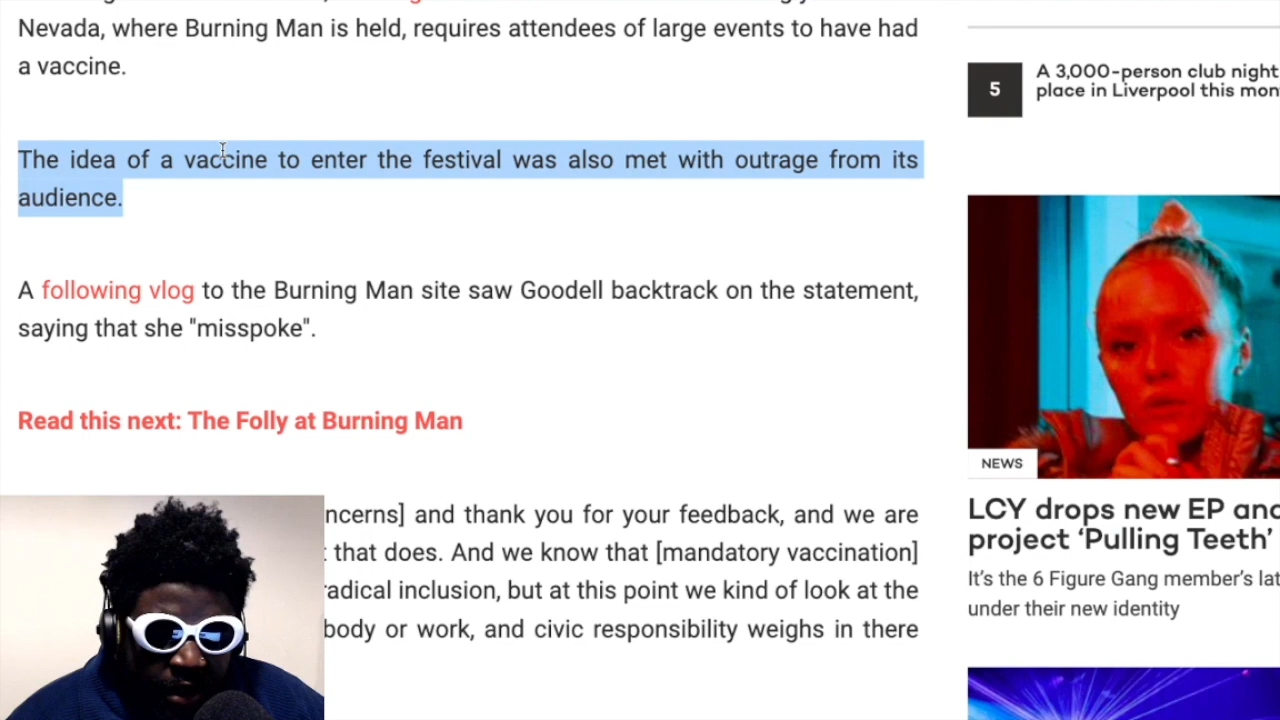 Nevada, where Burning Man is held, requires attendees of large events to have had
a vaccine.
The idea of a vaccine to enter the festival was also met with outrage from its
audience.
A following vlog to the Burning Man site saw Goodell backtrack on the statement,
saying that she "misspoke".
Read this next: The Folly at Burning Man
ncerns] and thank you for your feedback, and we are
that does. And we know that [mandatory vaccination]
radical inclusion, but at this point we kind of look at the
body or work, and civic responsibility weighs in there
5
A 3,000-person club night
place in Liverpool this mon
NEWS
LCY drops new EP and
project ‘Pulling Teeth’
It’s the 6 Figure Gang member’s lat
under their new identity